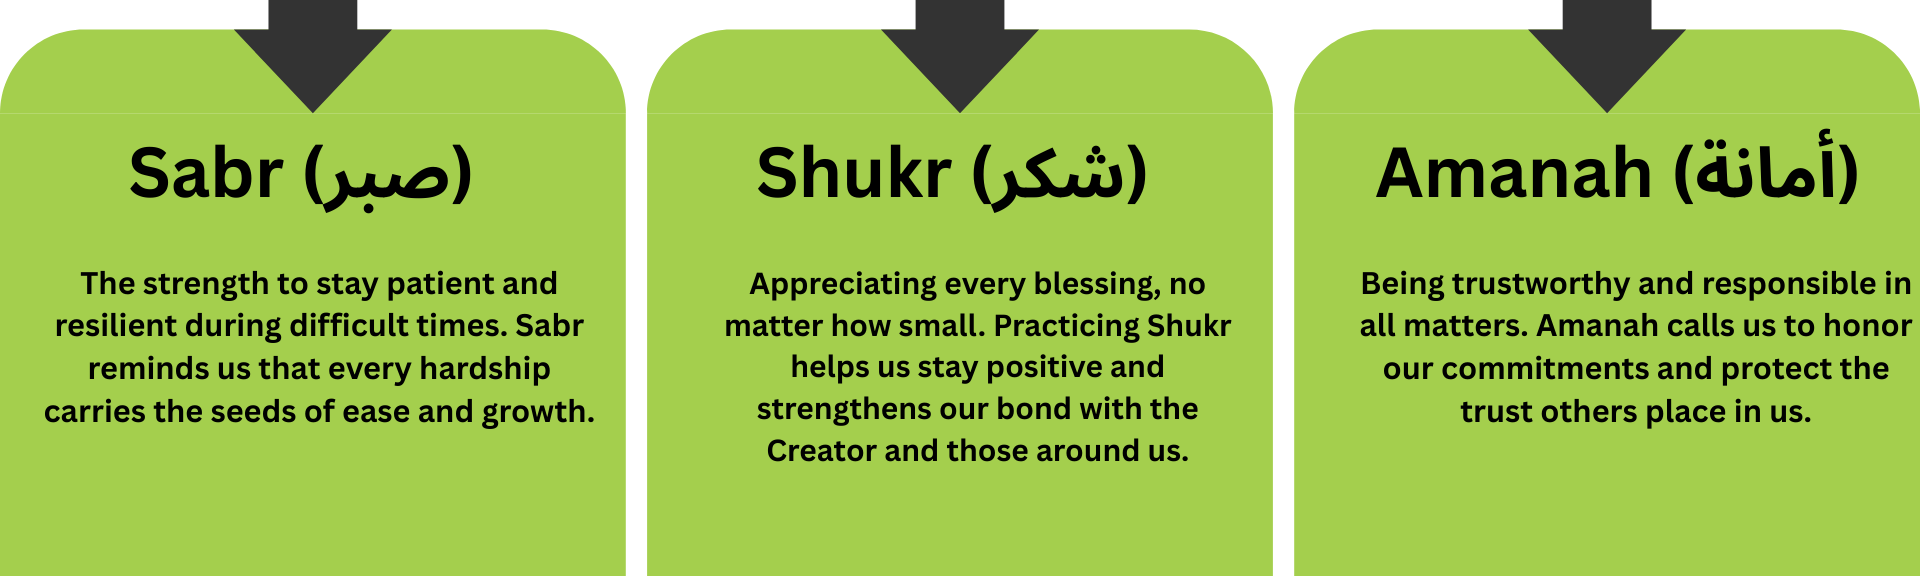 Sabr (صبر)
The strength to stay patient and
resilient during difficult times. Sabr
reminds us that every hardship
carries the seeds of ease and growth.
Shukr (شكر)
Appreciating every blessing, no
matter how small. Practicing Shukr
helps us stay positive and
strengthens our bond with the
Creator and those around us.
Amanah (أمانة)
Being trustworthy and responsible in
all matters. Amanah calls us to honor
our commitments and protect the
trust others place in us.